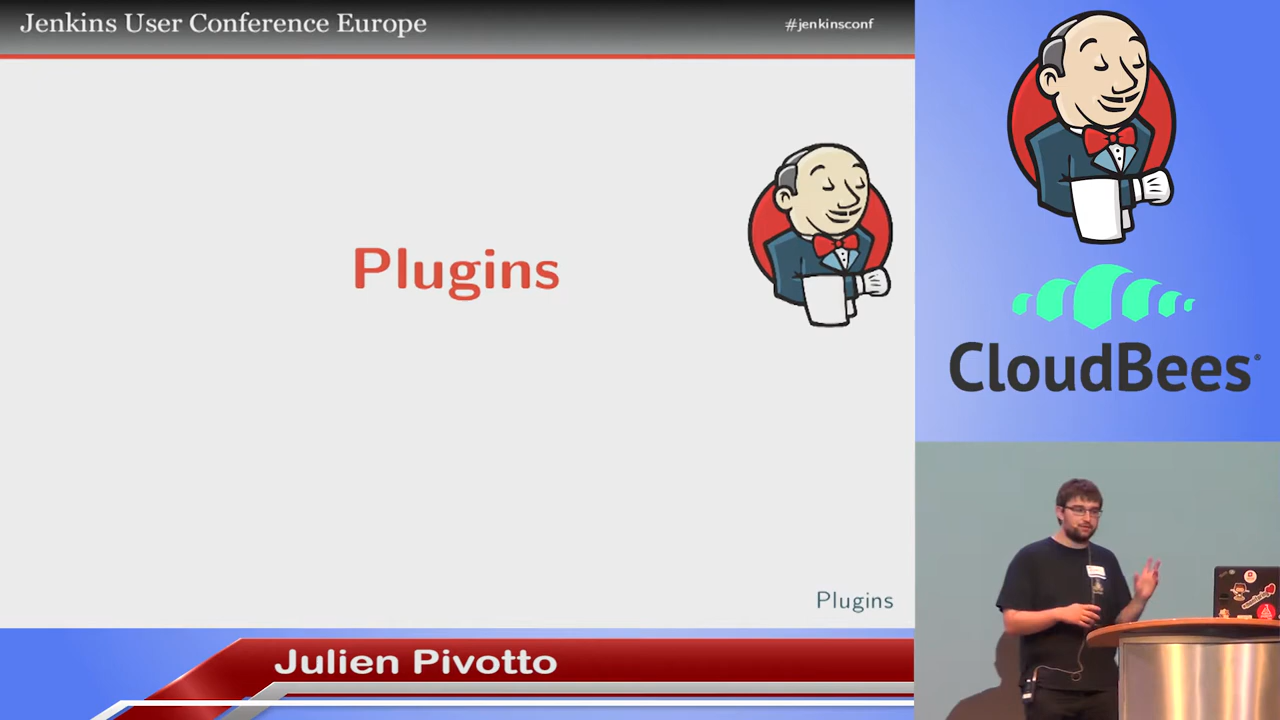 Jenkins User Conference Europe
#jenkinsconf
Plugins
Plugins
Julien Pivotto
CloudBees®